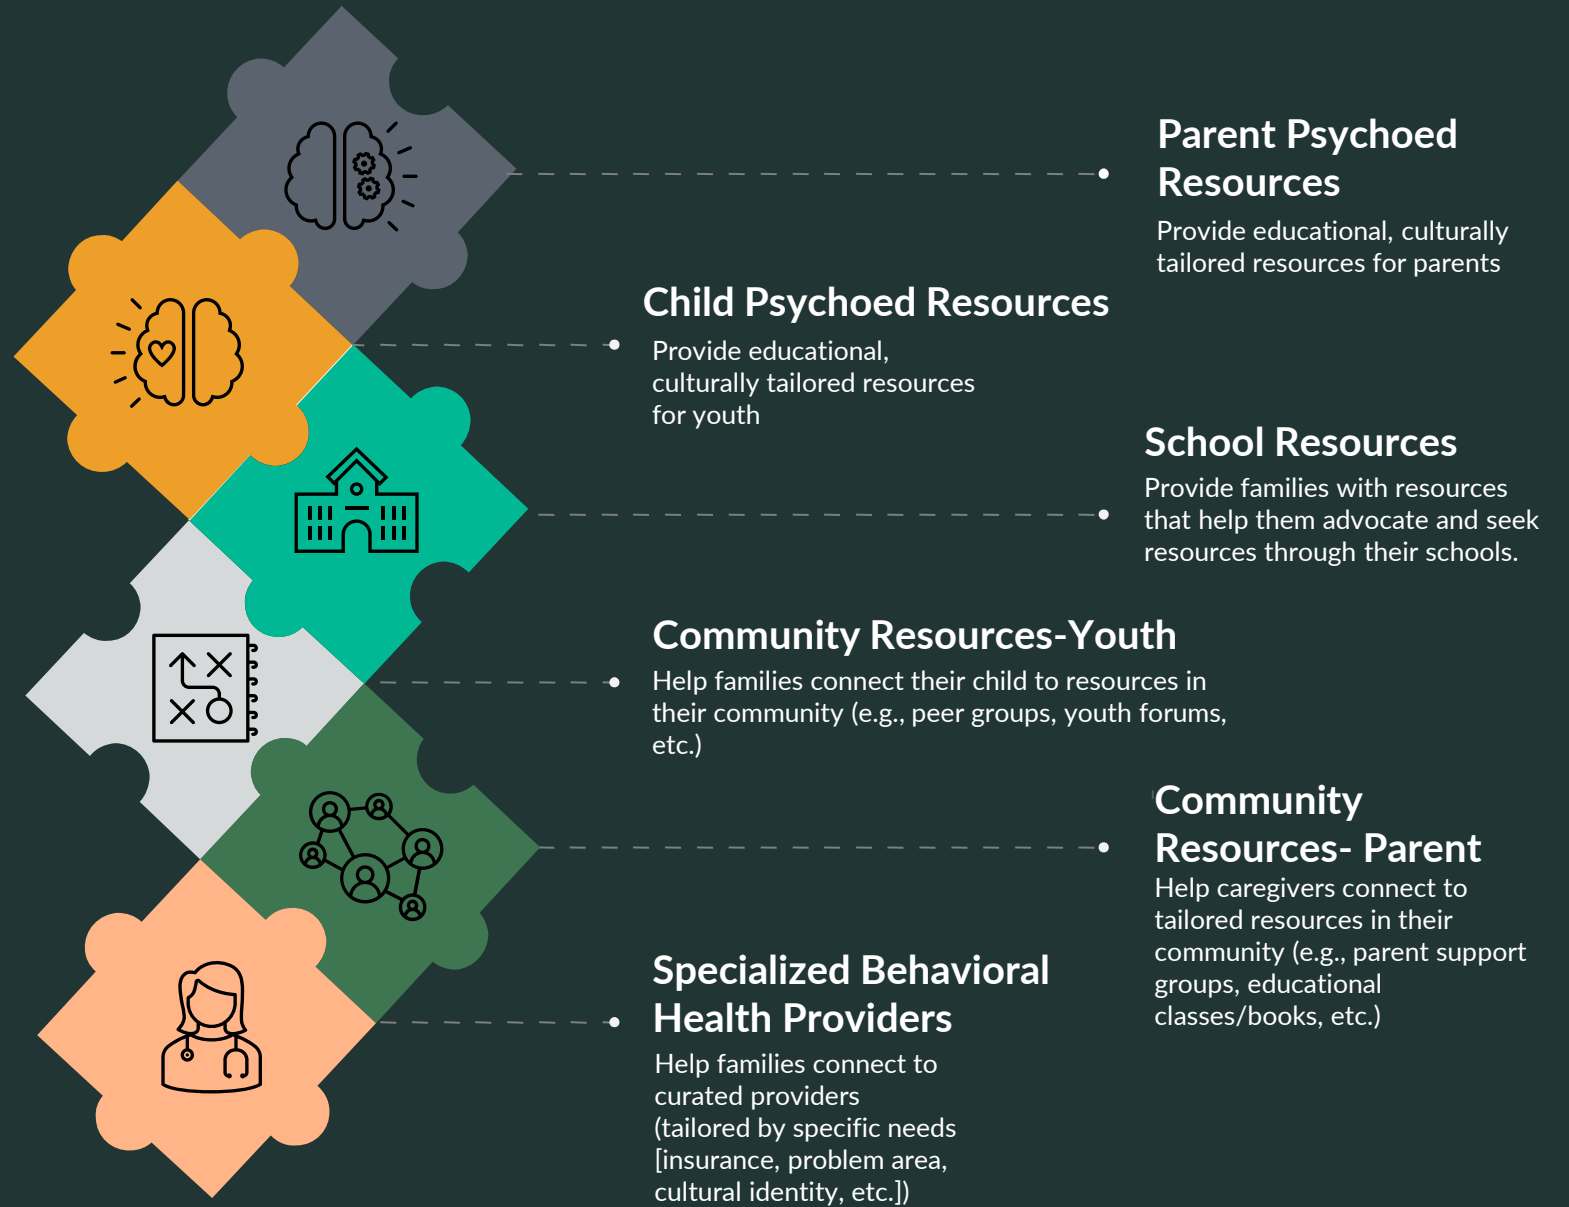 Parent Psychoed
Resources
Provide educational, culturally
tailored resources for parents
Child Psychoed Resources
Provide educational,
culturally tailored resources
for youth
School Resources
Provide families with resources
that help them advocate and seek
resources through their schools.
Community Resources-Youth
Help families connect their child to resources in
their community (e.g., peer groups, youth forums,
etc.)
Community
Resources- Parent
Help caregivers connect to
tailored resources in their
community (e.g., parent support
groups, educational
classes/books, etc.)
Specialized Behavioral
Health Providers
Help families connect to
curated providers
(tailored by specific needs
[insurance, problem area,
cultural identity, etc.])